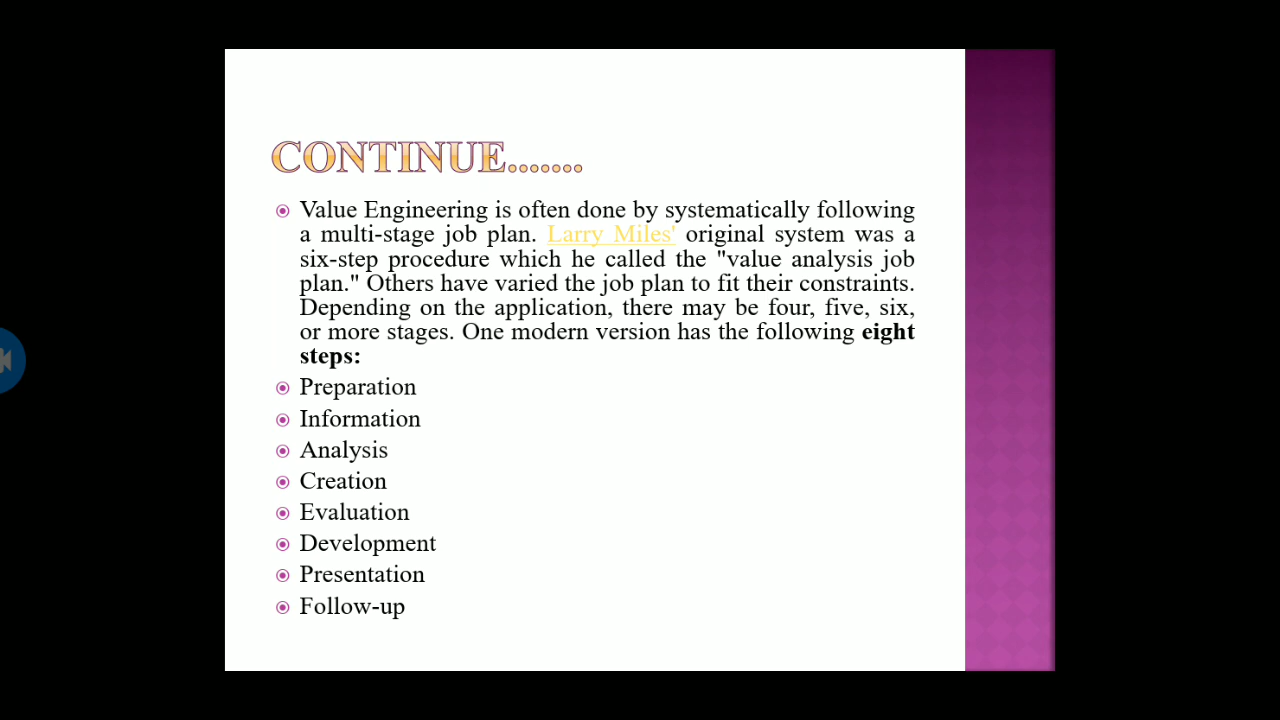 CONTINUE.......
Value Engineering is often done by systematically following
a multi-stage job plan. Larry Miles' original system was a
six-step procedure which he called the "value analysis job
plan." Others have varied the job plan to fit their constraints.
Depending on the application, there may be four, five, six,
or more stages. One modern version has the following eight
steps:
Preparation
Information
Analysis
Creation
Evaluation
Development
Presentation
Follow-up